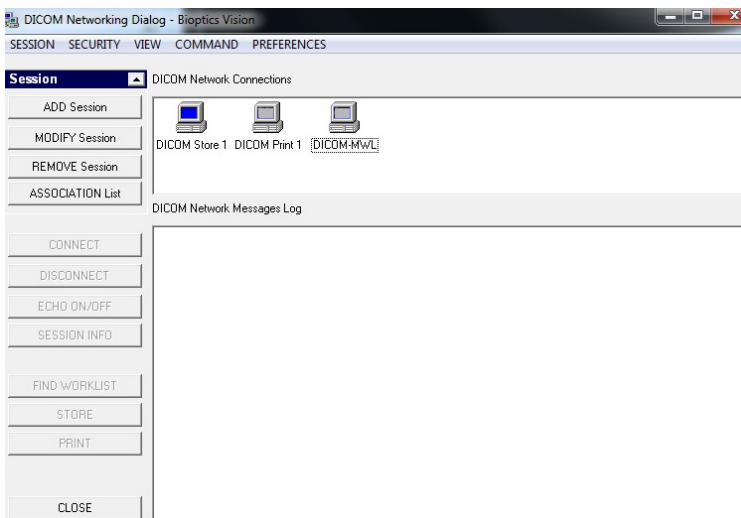 DICOM Networking Dialog - Bioptics Vision
SESSION SECURITY VIEW COMMAND PREFERENCES
Session
DICOM Network Connections
ADD Session
MODIFY Session
REMOVE Session
ASSOCIATION List
DICOM Store 1 DICOM Print 1 DICOM-MWL
DICOM Network Messages Log
CONNECT
DISCONNECT
ECHO ON/OFF
SESSION INFO
FIND WORKLIST
STORE
PRINT
CLOSE